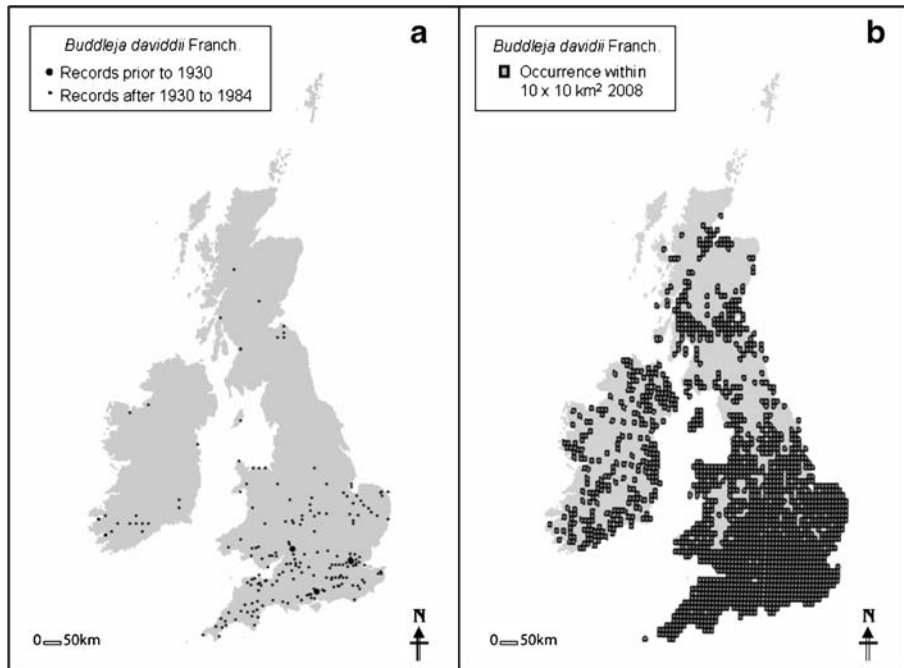 a
Buddleja daviddii Franch.
Records prior to 1930
Records after 1930 to 1984
N
0 50km
b
Buddleja davidii Franch.
Occurrence within
10 x 10 km² 2008
N
0 50km